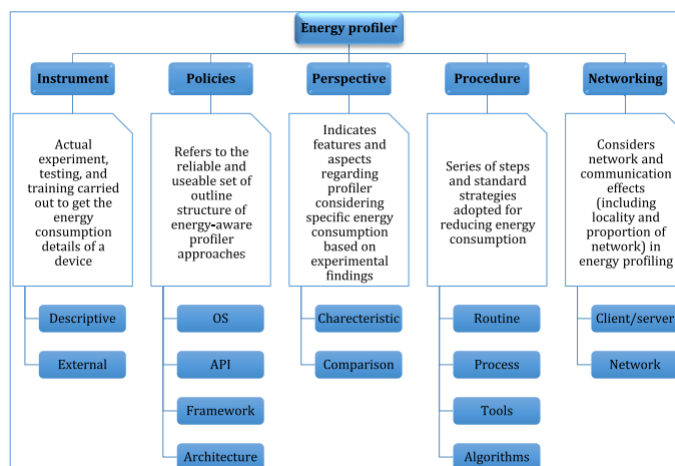 Energy profiler
Instrument
Policies
Perspective
Procedure
Networking
Actual
experiment,
testing, and
training carried
out to get the
energy
consumption
details of a
device
Refers to the
reliable and
useable set of
outline
structure of
energy-aware
profiler
approaches
Indicates
features and
aspects
regarding
profiler
considering
specific energy
consumption
based on
experimental
findings
Series of steps
and standard
strategies
adopted for
reducing energy
consumption
Considers
network and
communication
effects
(including
locality and
proportion of
network) in
energy profiling
Descriptive
External
OS
API
Framework
Architecture
Charecteristic
Comparison
Routine
Process
Tools
Algorithms
Client/server
Network